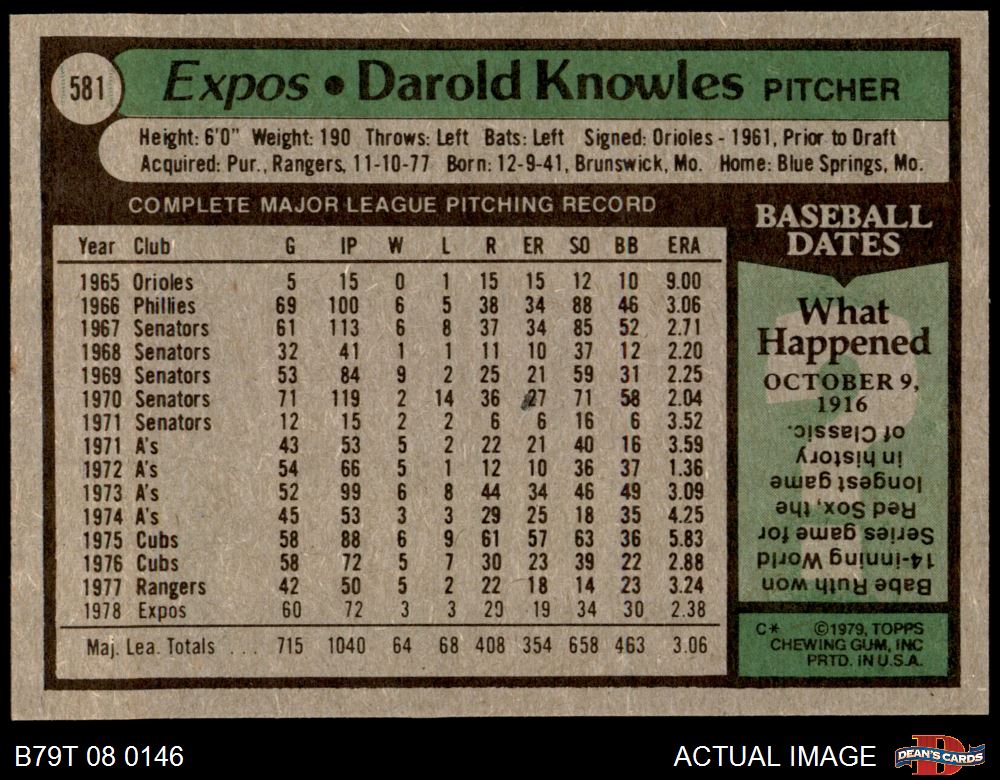 581
Expos • Darold Knowles PITCHER
Height: 6'0" Weight: 190 Throws: Left Bats: Left Signed: Orioles - 1961, Prior to Draft
Acquired: Pur., Rangers, 11-10-77 Born: 12-9-41, Brunswick, Mo. Home: Blue Springs, Mo.
COMPLETE MAJOR LEAGUE PITCHING RECORD
Year Club G IP W L R ER SO BB ERA
1965 Orioles 5 15 0 1 15 15 12 10 9.00
1966 Phillies 69 100 6 5 38 34 88 46 3.06
1967 Senators 61 113 6 8 37 34 85 52 2.71
1968 Senators 32 41 1 1 11 10 37 12 2.20
1969 Senators 53 84 9 2 25 21 59 31 2.25
1970 Senators 71 119 2 14 36 27 71 58 2.04
1971 Senators 12 15 2 2 6 6 16 6 3.52
1971 A's 43 53 5 2 22 21 40 16 3.59
1972 A's 54 66 5 1 12 10 36 37 1.36
1973 A's 52 99 6 8 44 34 46 49 3.09
1974 A's 45 53 3 3 29 25 18 35 4.25
1975 Cubs 58 88 6 9 61 57 63 36 5.83
1976 Cubs 58 72 5 7 30 23 39 22 2.88
1977 Rangers 42 50 5 2 22 18 14 23 3.24
1978 Expos 60 72 3 3 20 19 34 30 2.38
Maj. Lea. Totals . . . 715 1040 64 68 408 354 658 463 3.06
BASEBALL
DATES
What
Happened
OCTOBER 9,
1916
Babe Ruth won
14-inning World
Series game for
Red Sox, the
longest game
in history
of Classic.
C* ©1979, TOPPS
CHEWING GUM, INC
PRTD. IN U.S.A.
B79T 08 0146
ACTUAL IMAGE
D
DEAN'S CARDS